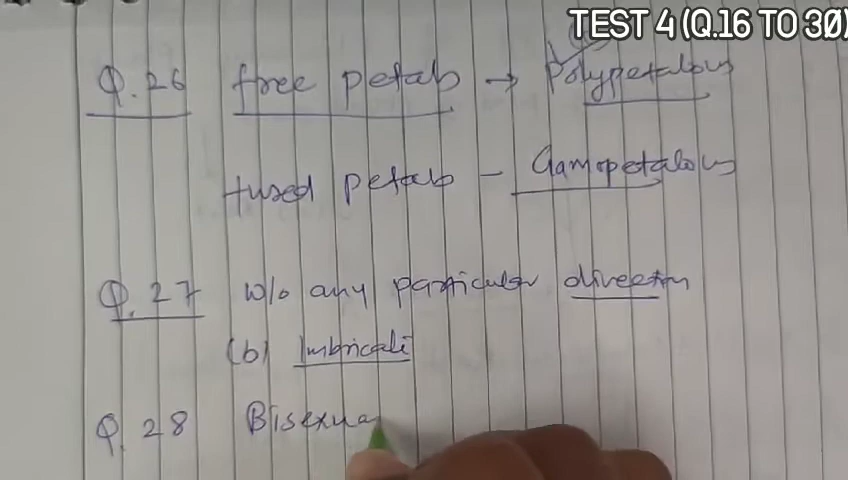 TEST 4 (Q.16 TO 30)
Q.26 free petals → Polypetalous
fused petals - Gamopetalous
Q.27 w/o any particular direction
(b) Imbricate
Q.28 Bisexua